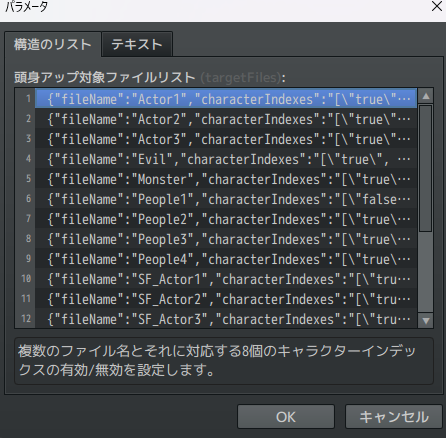 パラメータ
構造のリスト テキスト
頭身アップ対象ファイルリスト (targetFiles):
1 {"fileName":"Actor1","characterIndexes":"[\"true\"…
2 {"fileName":"Actor2","characterIndexes":"[\"true\"…
3 {"fileName":"Actor3","characterIndexes":"[\"true\"…
4 {"fileName":"Evil","characterIndexes":"[\"true\", …
5 {"fileName":"Monster","characterIndexes":"[\"true\…
6 {"fileName":"People1","characterIndexes":"[\"false…
7 {"fileName":"People2","characterIndexes":"[\"true\…
8 {"fileName":"People3","characterIndexes":"[\"true\…
9 {"fileName":"People4","characterIndexes":"[\"true\…
10 {"fileName":"SF_Actor1","characterIndexes":"[\"tru…
11 {"fileName":"SF_Actor2","characterIndexes":"[\"tru…
12 {"fileName":"SF_Actor3","characterIndexes":"[\"tru…
複数のファイル名とそれに対応する8個のキャラクターインデッ
クスの有効/無効を設定します。
OK キャンセル